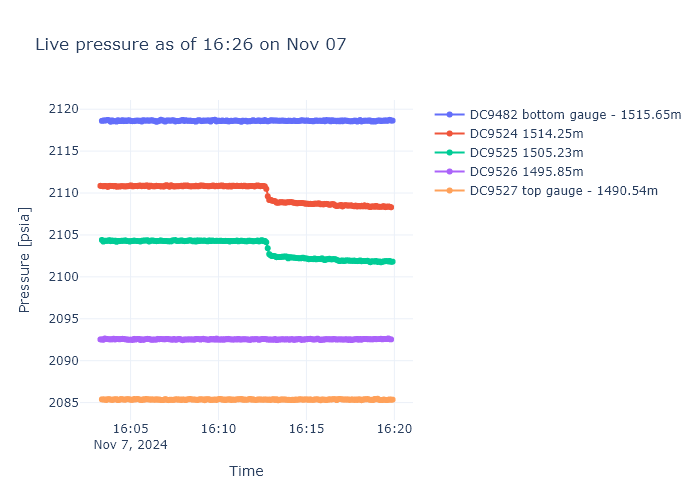 Live pressure as of 16:26 on Nov 07
2120
2115
2110
2105
2100
2095
2090
2085
Pressure [psia]
16:05
16:10
16:15
16:20
Nov 7, 2024
Time
DC9482 bottom gauge - 1515.65m
DC9524 1514.25m
DC9525 1505.23m
DC9526 1495.85m
DC9527 top gauge - 1490.54m